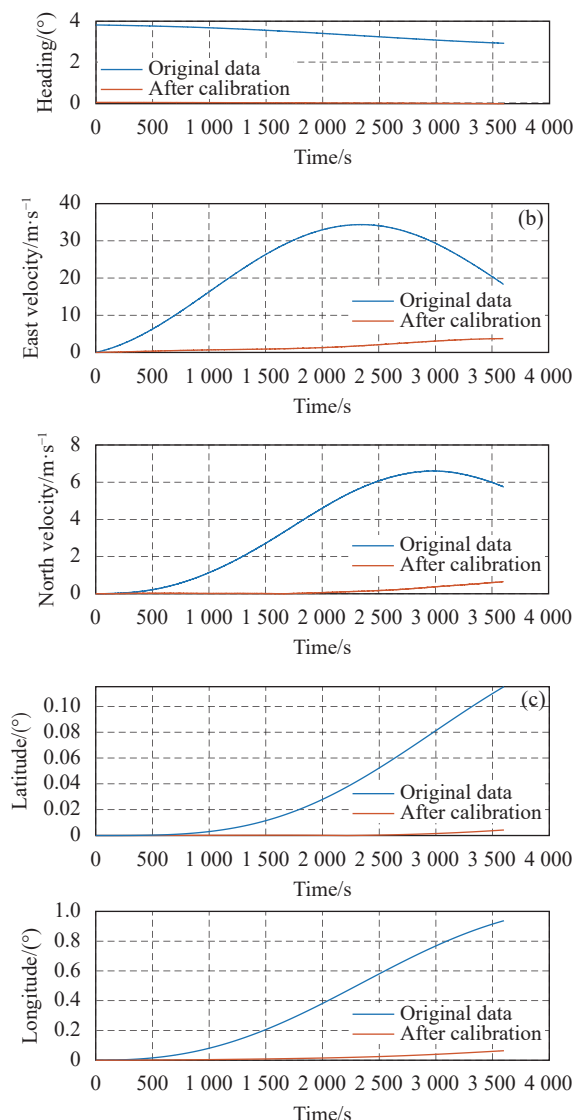 4
2
0
Heading/(°)
Original data
After calibration
0 500 1 000 1 500 2 000 2 500 3 000 3 500 4 000
Time/s
(b)
40
30
20
10
0
East velocity/m·s⁻¹
Original data
After calibration
0 500 1 000 1 500 2 000 2 500 3 000 3 500 4 000
Time/s
8
6
4
2
0
North velocity/m·s⁻¹
Original data
After calibration
0 500 1 000 1 500 2 000 2 500 3 000 3 500 4 000
Time/s
(c)
0.10
0.08
0.06
0.04
0.02
0
Latitude/(°)
Original data
After calibration
0 500 1 000 1 500 2 000 2 500 3 000 3 500 4 000
Time/s
1.0
0.8
0.6
0.4
0.2
0
Longitude/(°)
Original data
After calibration
0 500 1 000 1 500 2 000 2 500 3 000 3 500 4 000
Time/s